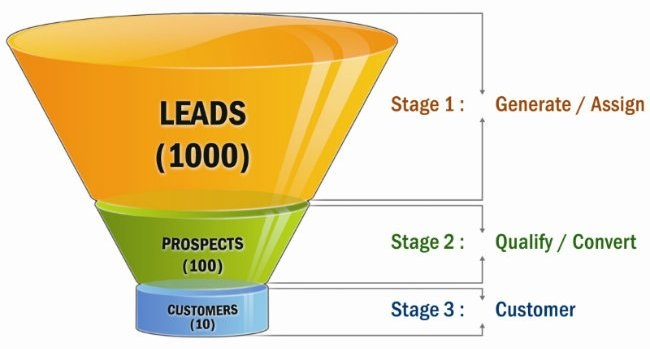 LEADS
(1000)
Stage 1 : Generate / Assign
PROSPECTS
(100)
Stage 2 : Qualify / Convert
CUSTOMERS
(10)
Stage 3 : Customer